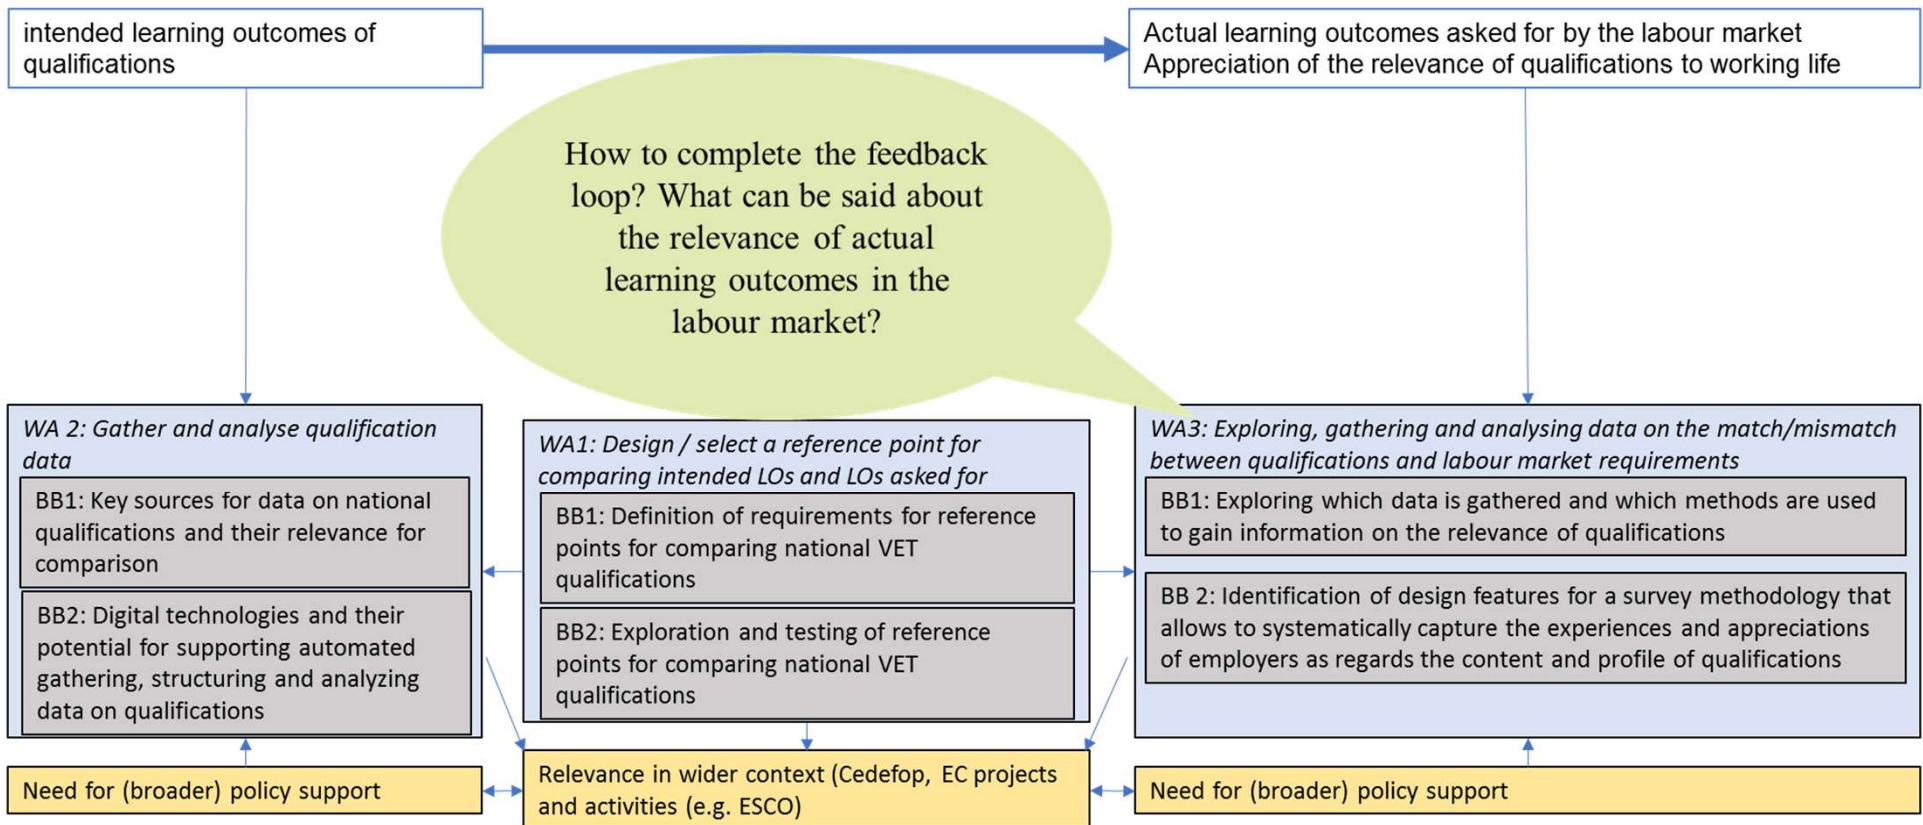 intended learning outcomes of
qualifications
Actual learning outcomes asked for by the labour market
Appreciation of the relevance of qualifications to working life
How to complete the feedback
loop? What can be said about
the relevance of actual
learning outcomes in the
labour market?
WA 2: Gather and analyse qualification
data
BB1: Key sources for data on national
qualifications and their relevance for
comparison
BB2: Digital technologies and their
potential for supporting automated
gathering, structuring and analyzing
data on qualifications
WA1: Design / select a reference point for
comparing intended LOs and LOs asked for
BB1: Definition of requirements for reference
points for comparing national VET
qualifications
BB2: Exploration and testing of reference
points for comparing national VET
qualifications
WA3: Exploring, gathering and analysing data on the match/mismatch
between qualifications and labour market requirements
BB1: Exploring which data is gathered and which methods are used
to gain information on the relevance of qualifications
BB 2: Identification of design features for a survey methodology that
allows to systematically capture the experiences and appreciations
of employers as regards the content and profile of qualifications
Need for (broader) policy support
Relevance in wider context (Cedefop, EC projects
and activities (e.g. ESCO)
Need for (broader) policy support